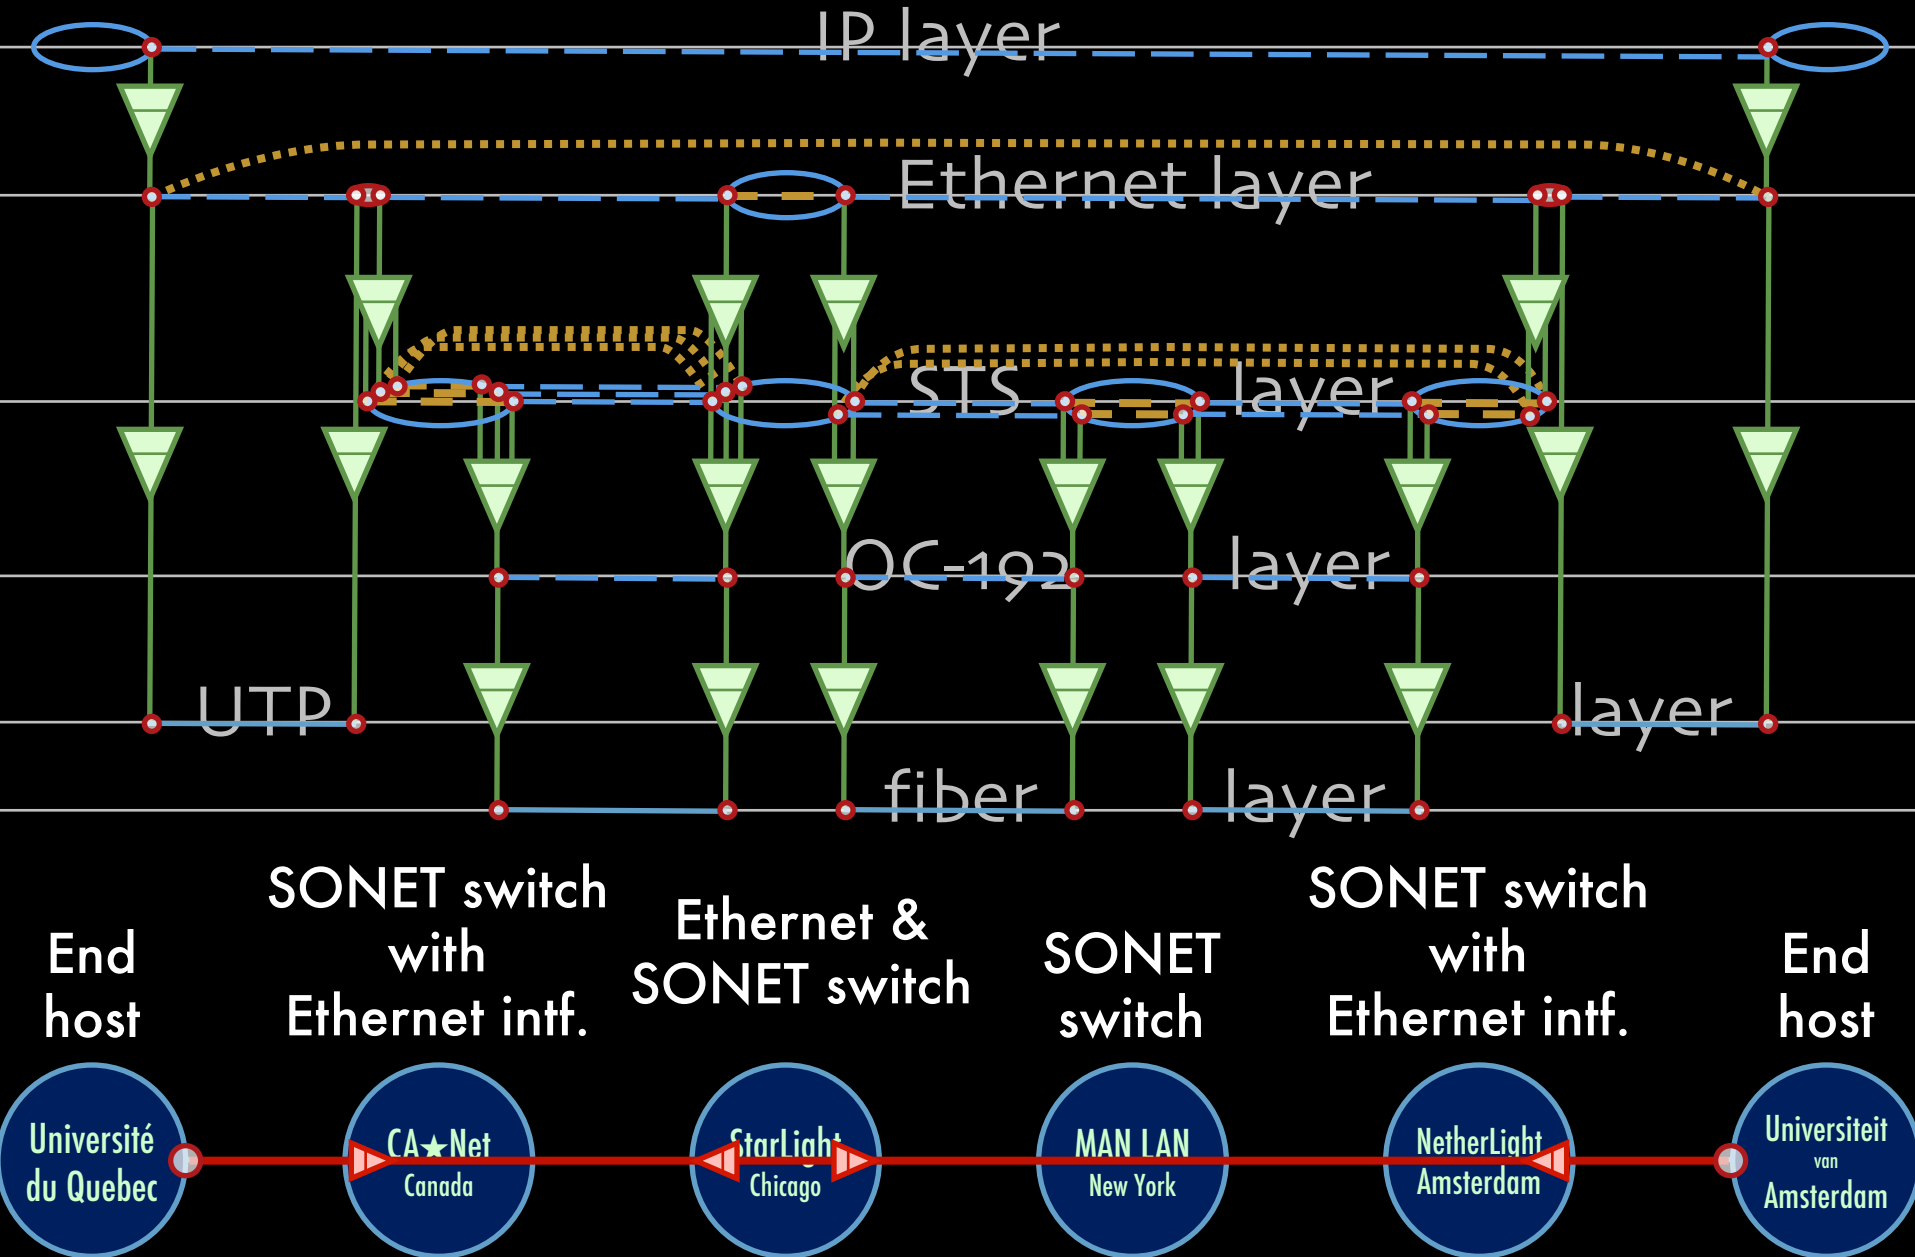 IP layer
Ethernet layer
STS layer
OC-192 layer
UTP layer
fiber layer
End
host
SONET switch
with
Ethernet intf.
Ethernet &
SONET switch
SONET
switch
SONET switch
with
Ethernet intf.
End
host
Université
du Quebec
CA★Net
Canada
StarLight
Chicago
MAN LAN
New York
NetherLight
Amsterdam
Universiteit
van
Amsterdam